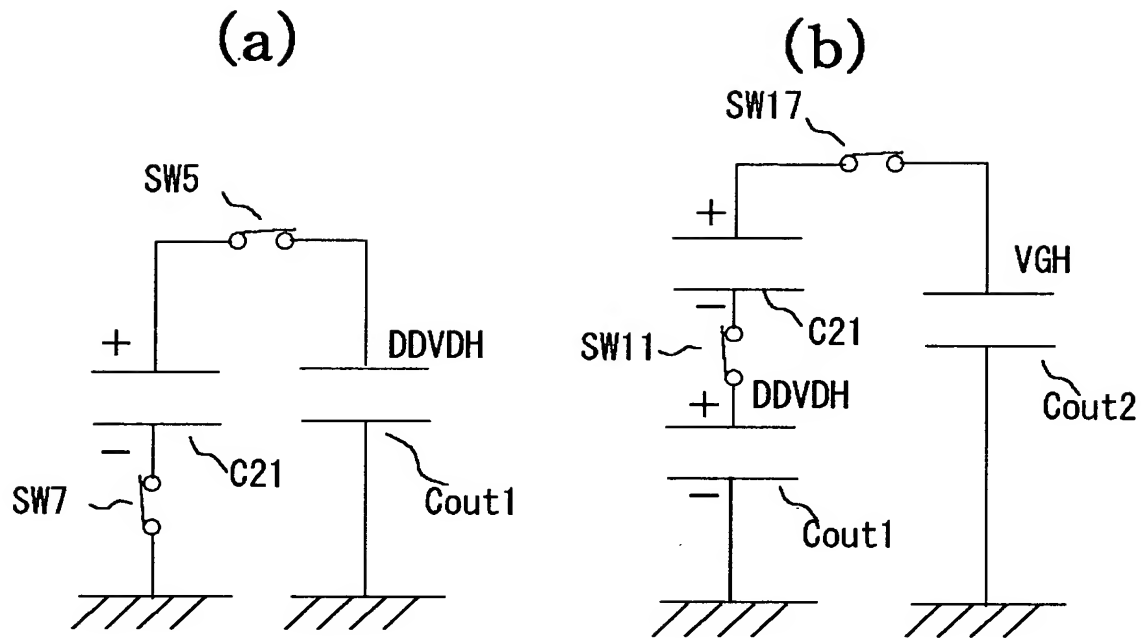 (a)
SW5
+
DDVDH
−
C21
SW7
Cout1
(b)
SW17
+
VGH
−
C21
SW11
+
DDVDH
Cout2
−
Cout1